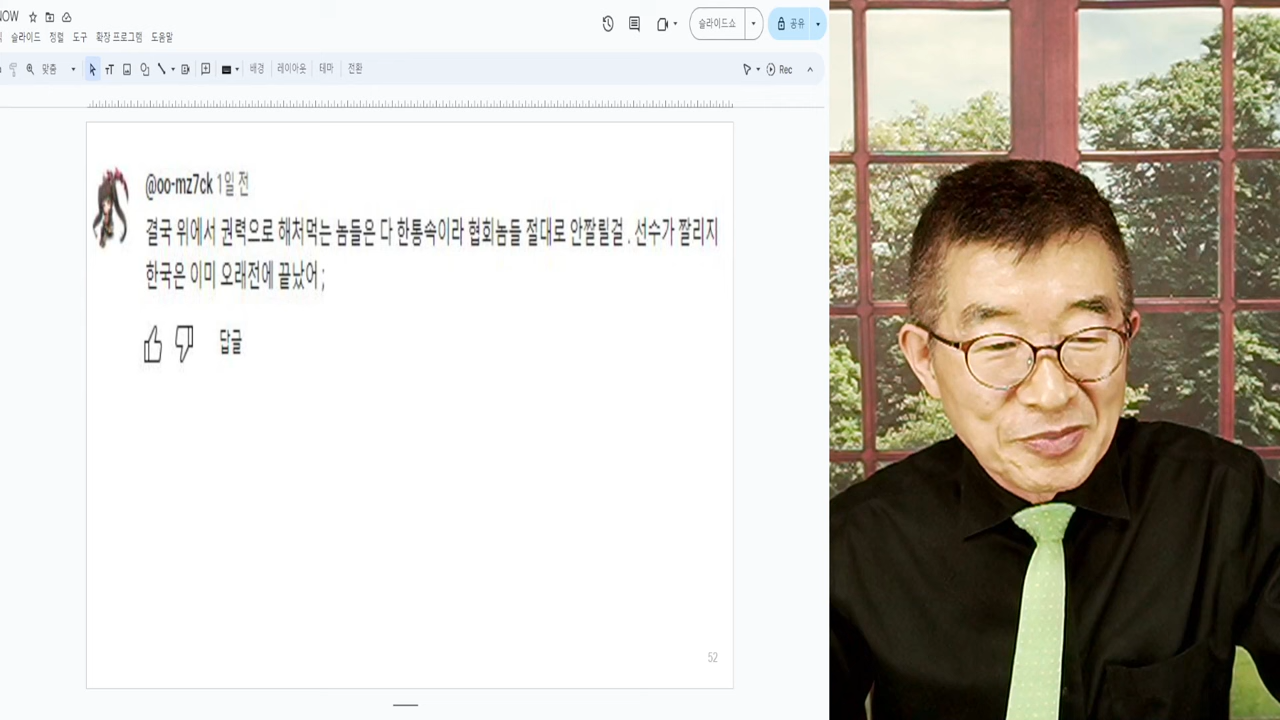 NOW
슬라이드 정렬 도구 확장 프로그램 도움말
슬라이드쇼
공유
맞춤
배경 레이아웃 테마 전환
Rec
@oo-mz7ck 1일 전
결국 위에서 권력으로 해처먹는 놈들은 다 한통속이라 협회놈들 절대로 안짤릴걸 . 선수가 짤리지
한국은 이미 오래전에 끝났어 ;
답글
52